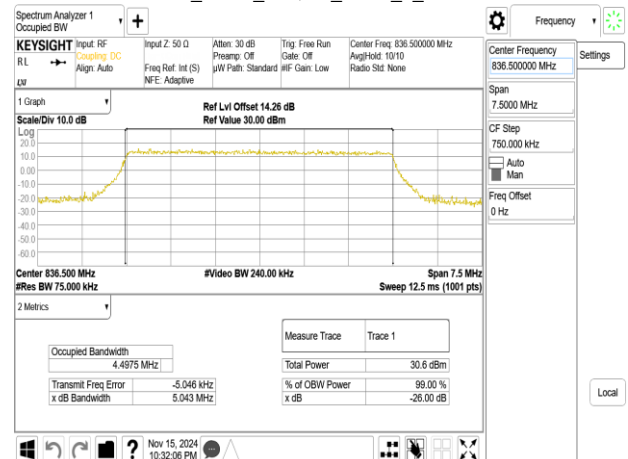 Spectrum Analyzer 1
Occupied BW
Frequency
KEYSIGHT
RL
Input: RF
Coupling: DC
Align: Auto
Input Z: 50 Ω
Freq Ref: Int (S)
NFE: Adaptive
Atten: 30 dB
Preamp: Off
µW Path: Standard
Trig: Free Run
Gate: Off
#IF Gain: Low
Center Freq: 836.500000 MHz
Avg|Hold: 10/10
Radio Std: None
Center Frequency
836.500000 MHz
Settings
Span
7.5000 MHz
CF Step
750.000 kHz
Auto
Man
Freq Offset
0 Hz
Local
1 Graph
Scale/Div 10.0 dB
Ref Lvl Offset 14.26 dB
Ref Value 30.00 dBm
Log
20.0
10.0
0.00
-10.0
-20.0
-30.0
-40.0
-50.0
-60.0
Center 836.500 MHz
#Video BW 240.00 kHz
Span 7.5 MHz
#Res BW 75.000 kHz
Sweep 12.5 ms (1001 pts)
2 Metrics
Measure Trace
Trace 1
Occupied Bandwidth
4.4975 MHz
Total Power
30.6 dBm
Transmit Freq Error
-5.046 kHz
% of OBW Power
99.00 %
x dB Bandwidth
5.043 MHz
x dB
-26.00 dB
?
Nov 15, 2024
10:32:06 PM